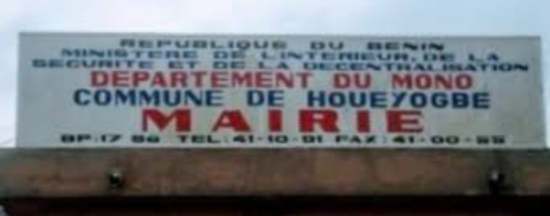 REPUBLIQUE DU BENIN
MINISTERE DE L'INTERIEUR, DE LA
SECURITE ET DE LA DECENTRALISATION
DEPARTEMENT DU MONO
COMMUNE DE HOUEYOGBE
MAIRIE
BP:17 Se TEL:41-10-91 FAX:41-00-55